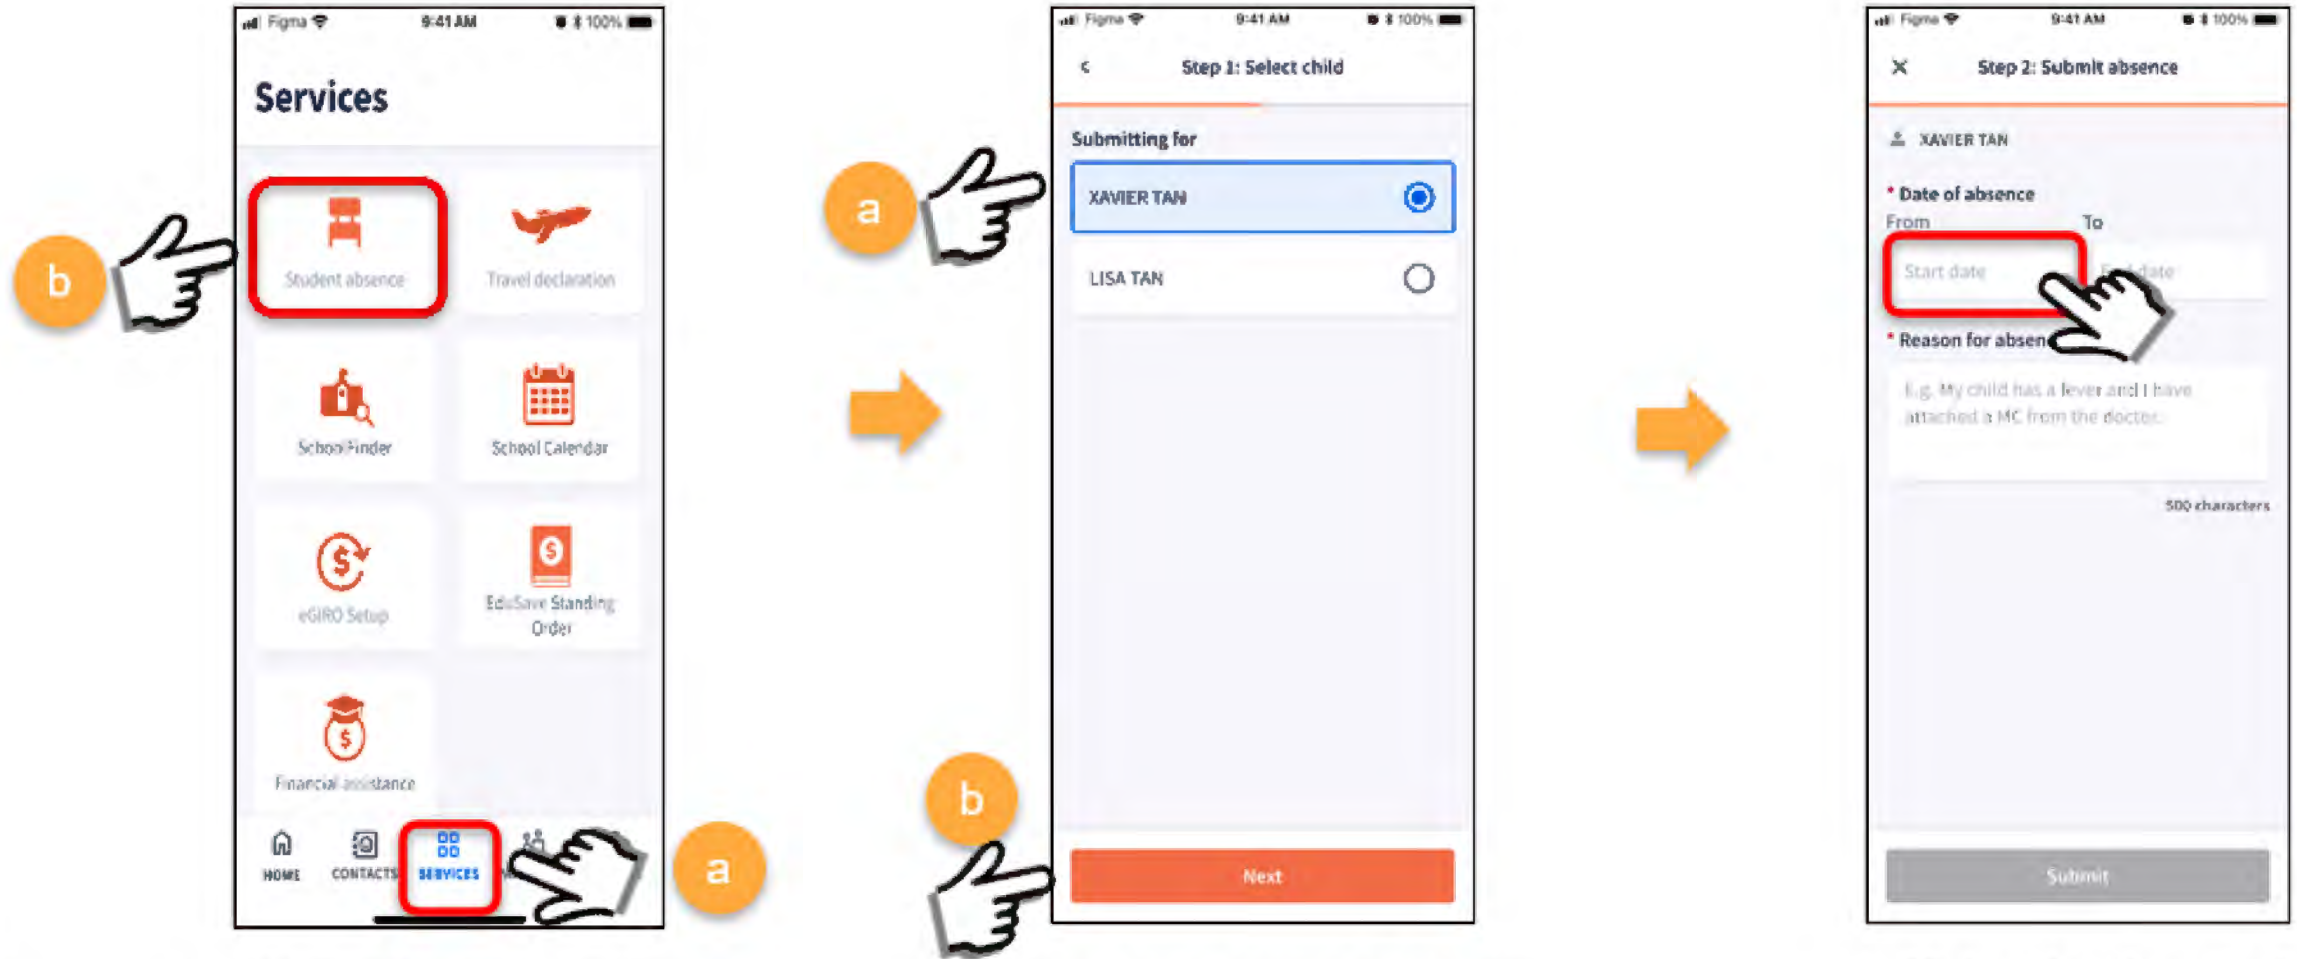 Figma 9:41 AM 100%
Services
b
Student absence
Travel declaration
SchoolFinder
School Calendar
eGIRO Setup
EduSave Standing
Order
Financial assistance
HOME
CONTACTS
SERVICES
a
Figma 9:41 AM 100%
< Step 1: Select child
Submitting for
a
XAVIER TAN
LISA TAN
b
Next
Figma 9:41 AM 100%
Step 2: Submit absence
XAVIER TAN
* Date of absence
From To
Start date
date
* Reason for absen
E.g. My child has a fever and I have
attached a MC from the doctor.
500 characters
Submit